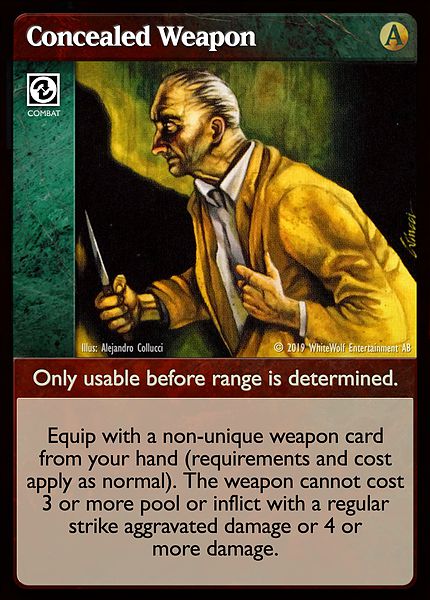 Concealed Weapon
A
COMBAT
Illus: Alejandro Collucci
© 2019 WhiteWolf Entertainment AB
Only usable before range is determined.
Equip with a non-unique weapon card
from your hand (requirements and cost
apply as normal). The weapon cannot cost
3 or more pool or inflict with a regular
strike aggravated damage or 4 or
more damage.